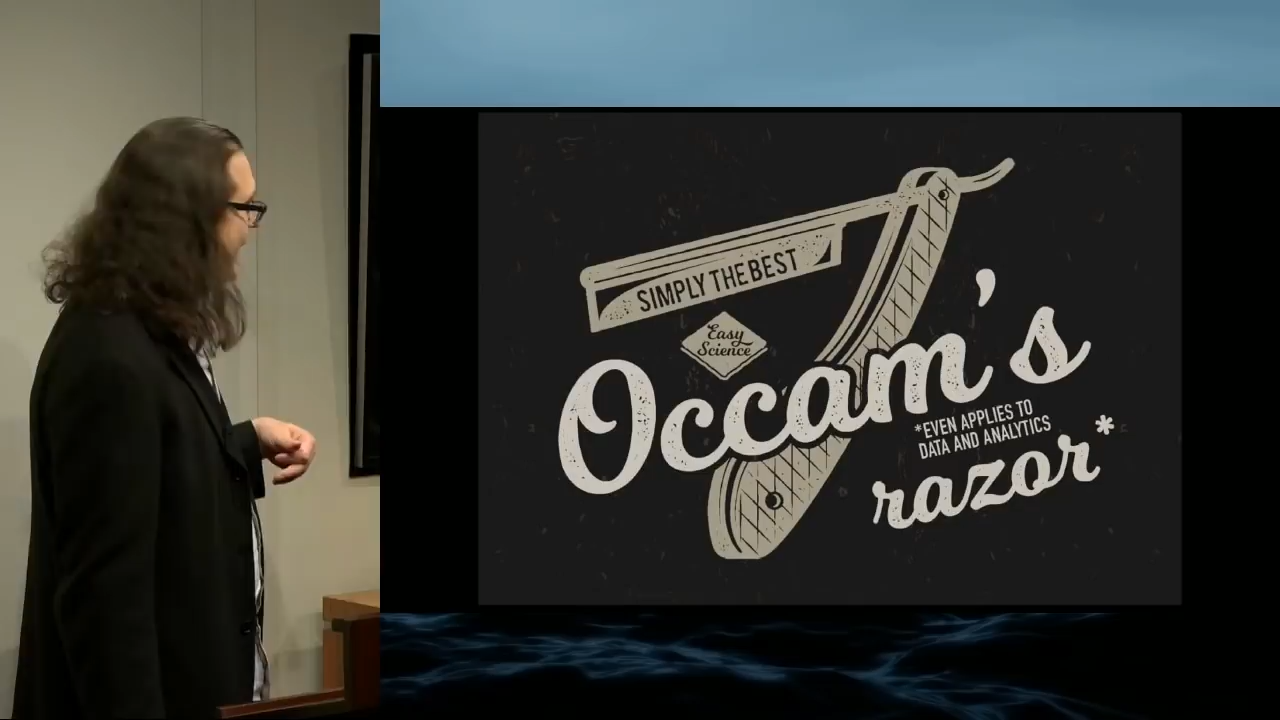 SIMPLY THE BEST
Easy
Science
Occam's
*EVEN APPLIES TO
DATA AND ANALYTICS
razor*